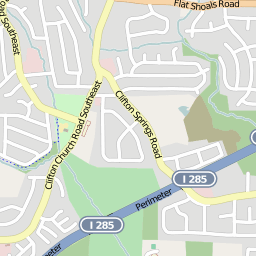 Flat Shoals Road
Southeast
Clifton Church Road Southeast
Clifton Springs Road
I 285
Perimeter
I 285